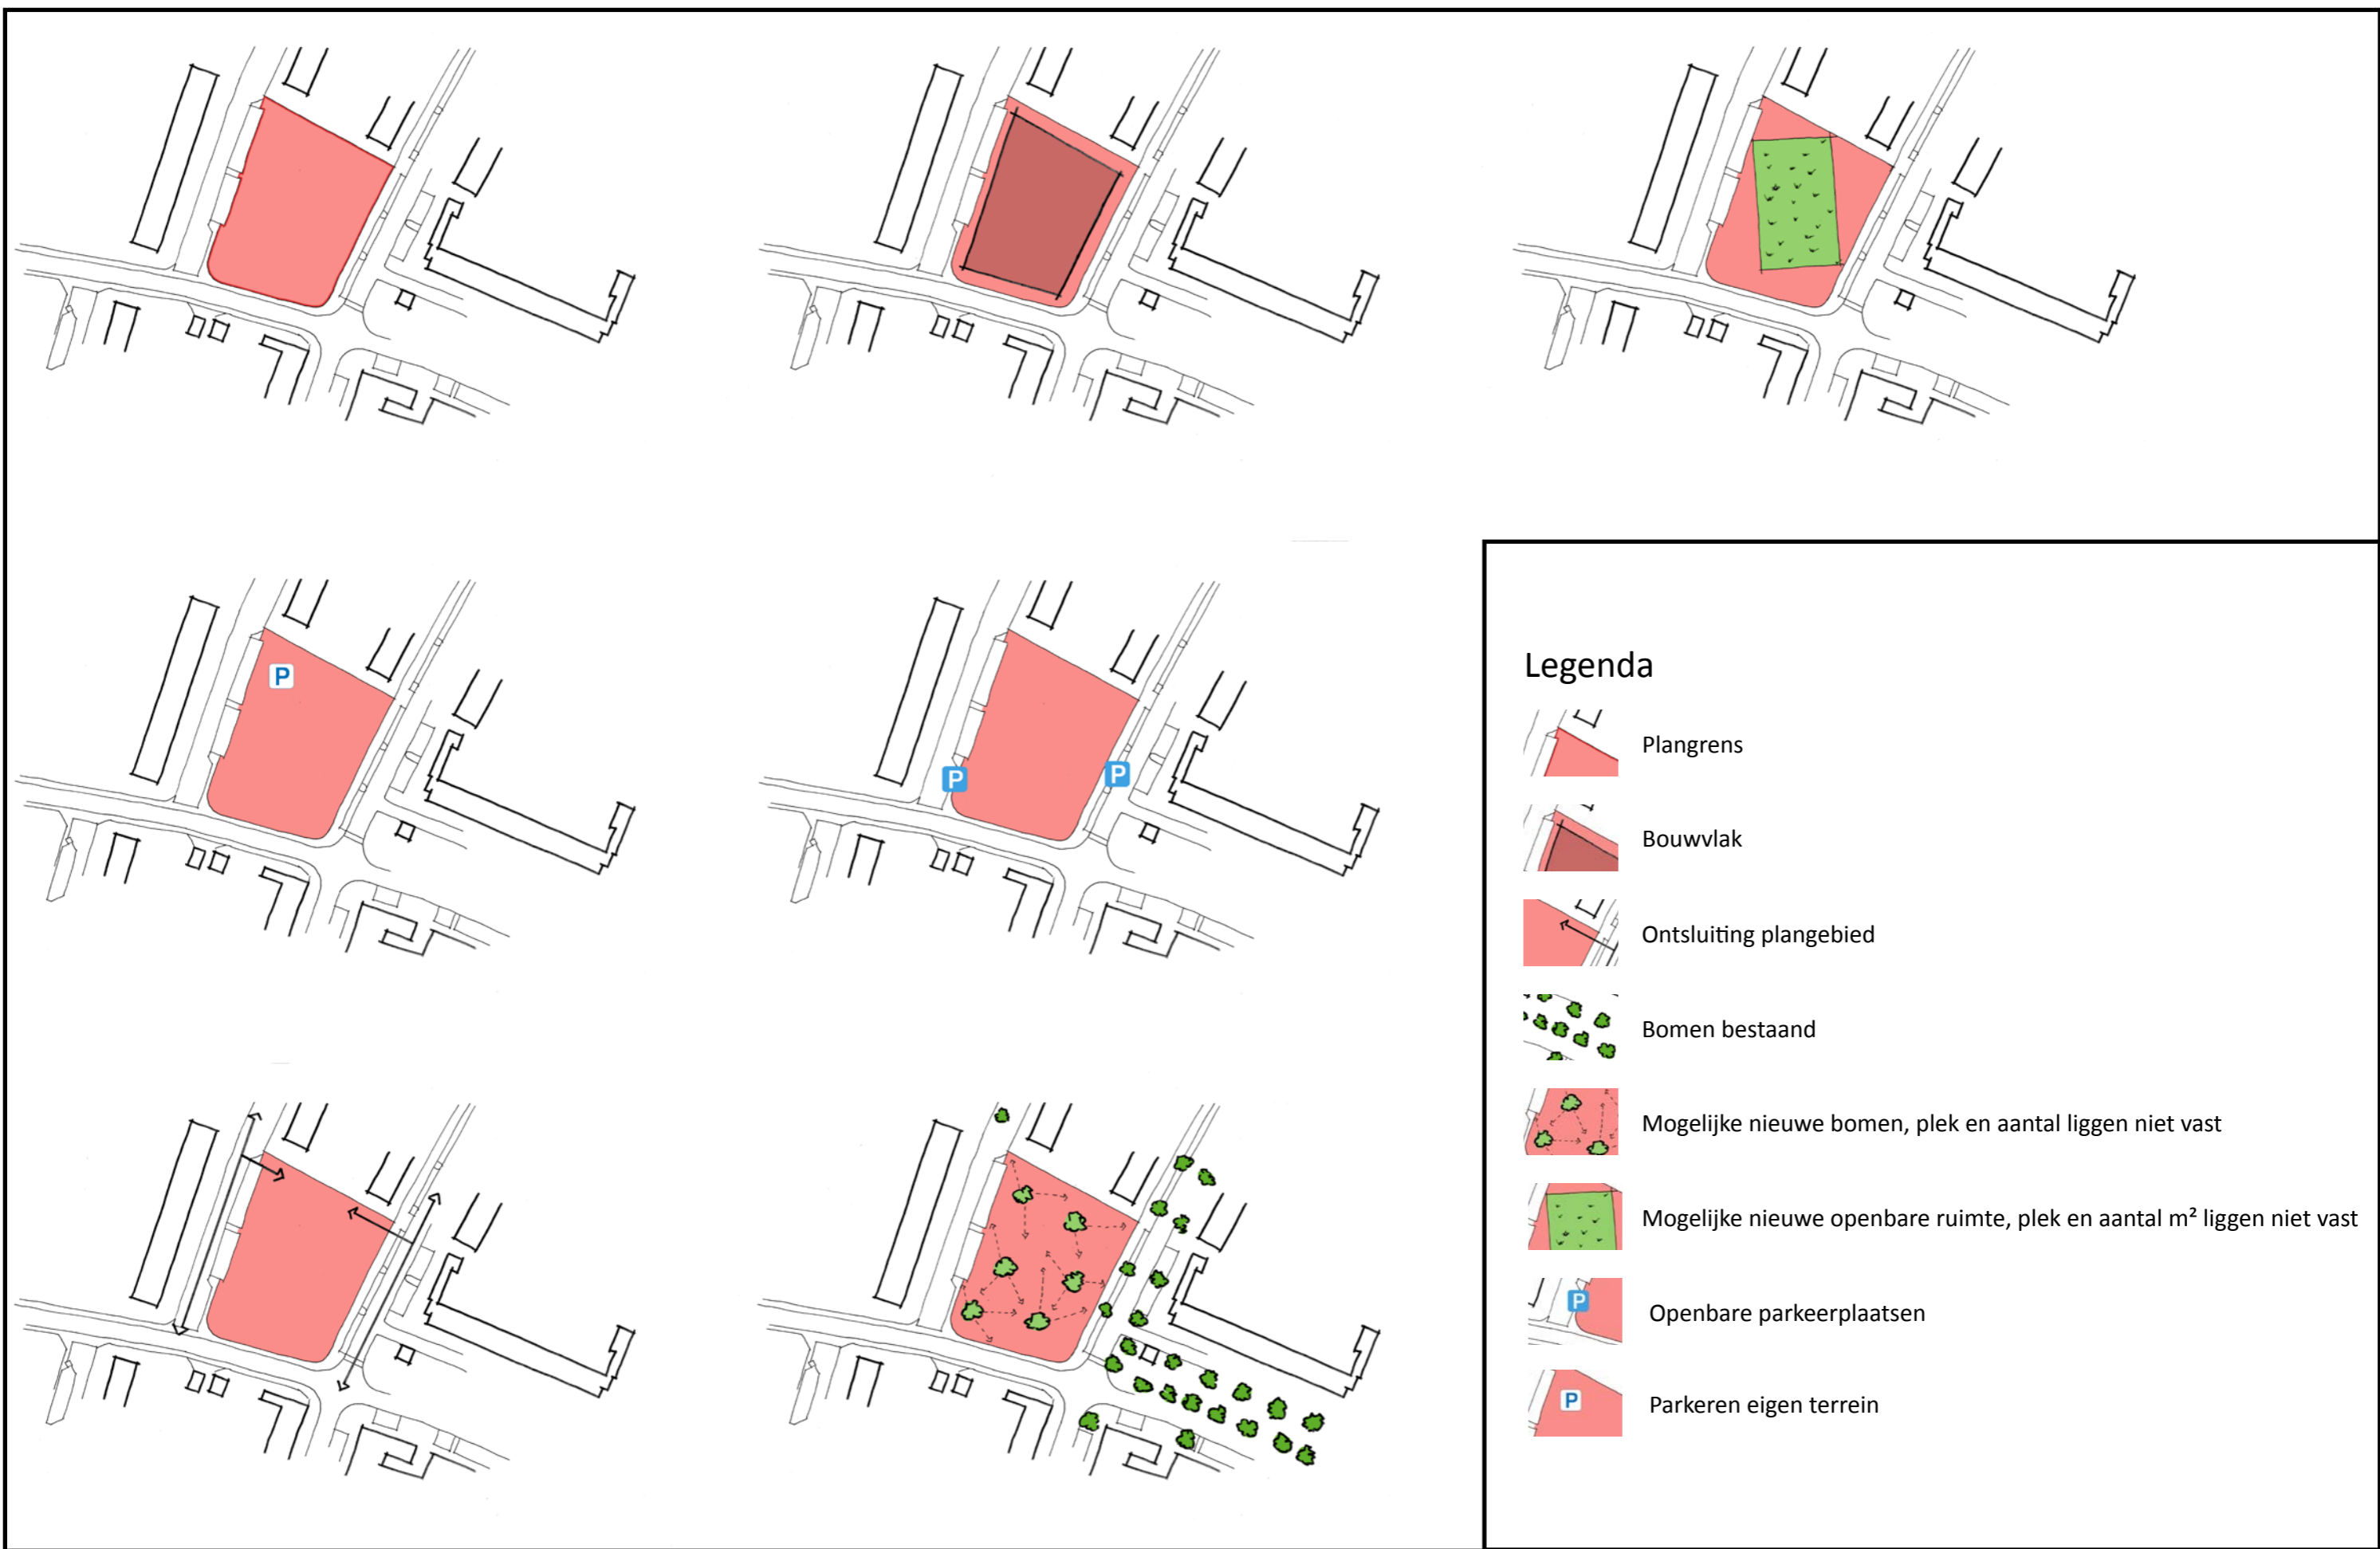 P
P
P
Legenda
Plangrens
Bouwvlak
Ontsluiting plangebied
Bomen bestaand
Mogelijke nieuwe bomen, plek en aantal liggen niet vast
Mogelijke nieuwe openbare ruimte, plek en aantal m² liggen niet vast
P Openbare parkeerplaatsen
P Parkeren eigen terrein